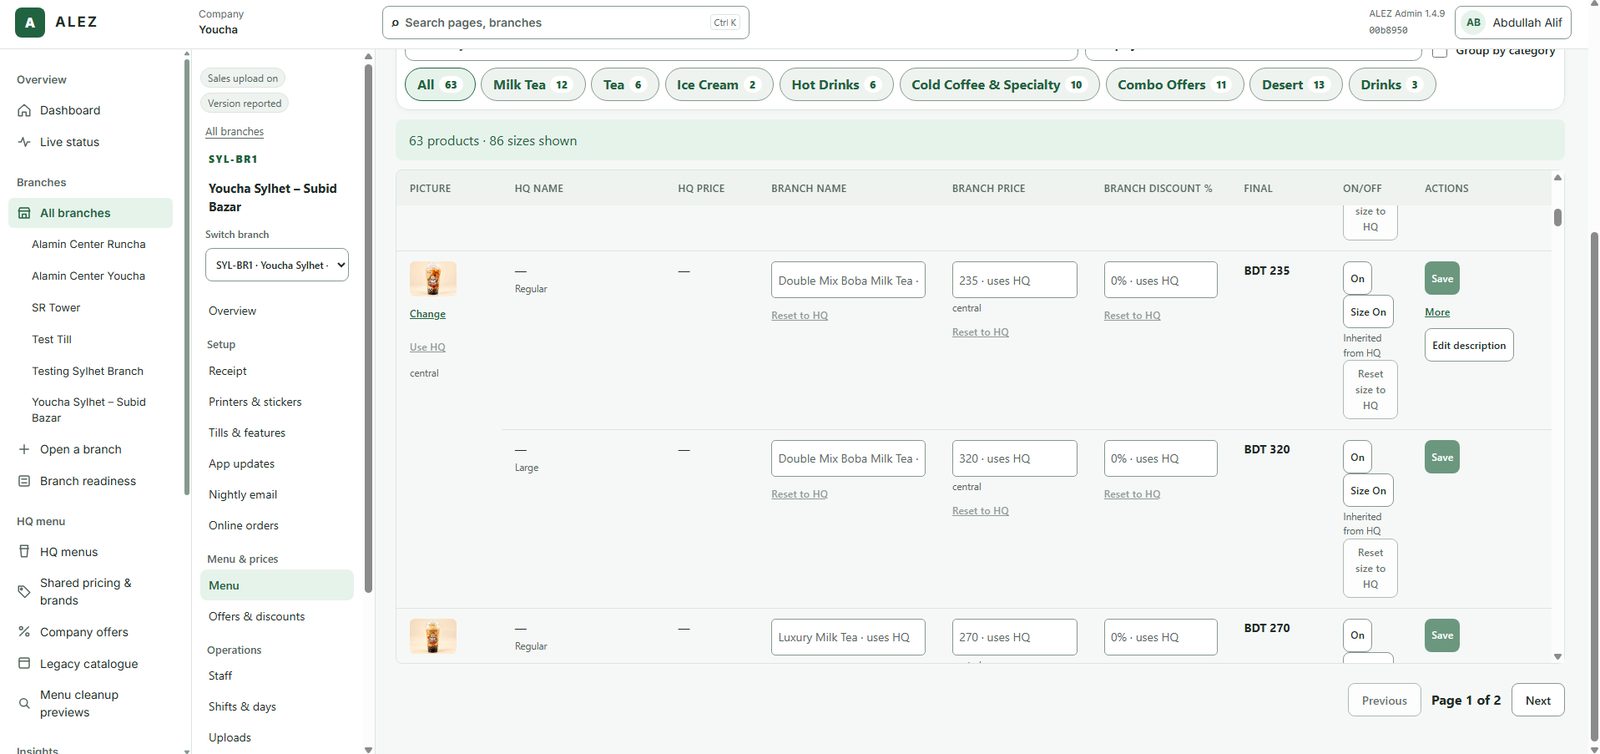 A ALEZ
Company
Youcha
Search pages, branches
Ctrl K
ALEZ Admin 1.4.9
00b8950
AB
Abdullah Alif
Overview
Dashboard
Live status
Branches
All branches
Alamin Center Runcha
Alamin Center Youcha
SR Tower
Test Till
Testing Sylhet Branch
Youcha Sylhet – Subid
Bazar
Open a branch
Branch readiness
HQ menu
HQ menus
Shared pricing &
brands
Company offers
Legacy catalogue
Menu cleanup
previews
Insights
Sales upload on
Version reported
All branches
SYL-BR1
Youcha Sylhet – Subid
Bazar
Switch branch
SYL-BR1 · Youcha Sylhet ·
Overview
Setup
Receipt
Printers & stickers
Tills & features
App updates
Nightly email
Online orders
Menu & prices
Menu
Offers & discounts
Operations
Staff
Shifts & days
Uploads
Group by category
All 63
Milk Tea 12
Tea 6
Ice Cream 2
Hot Drinks 6
Cold Coffee & Specialty 10
Combo Offers 11
Desert 13
Drinks 3
63 products · 86 sizes shown
PICTURE HQ NAME HQ PRICE BRANCH NAME BRANCH PRICE BRANCH DISCOUNT % FINAL ON/OFF ACTIONS
size to
HQ
Change
Use HQ
central
—
Regular
—
Double Mix Boba Milk Tea ·
Reset to HQ
235 · uses HQ
central
Reset to HQ
0% · uses HQ
Reset to HQ
BDT 235
On
Size On
Inherited
from HQ
Reset
size to
HQ
Save
More
Edit description
—
Large
—
Double Mix Boba Milk Tea ·
Reset to HQ
320 · uses HQ
central
Reset to HQ
0% · uses HQ
Reset to HQ
BDT 320
On
Size On
Inherited
from HQ
Reset
size to
HQ
Save
—
Regular
—
Luxury Milk Tea · uses HQ
270 · uses HQ
0% · uses HQ
BDT 270
On
Save
Previous
Page 1 of 2
Next